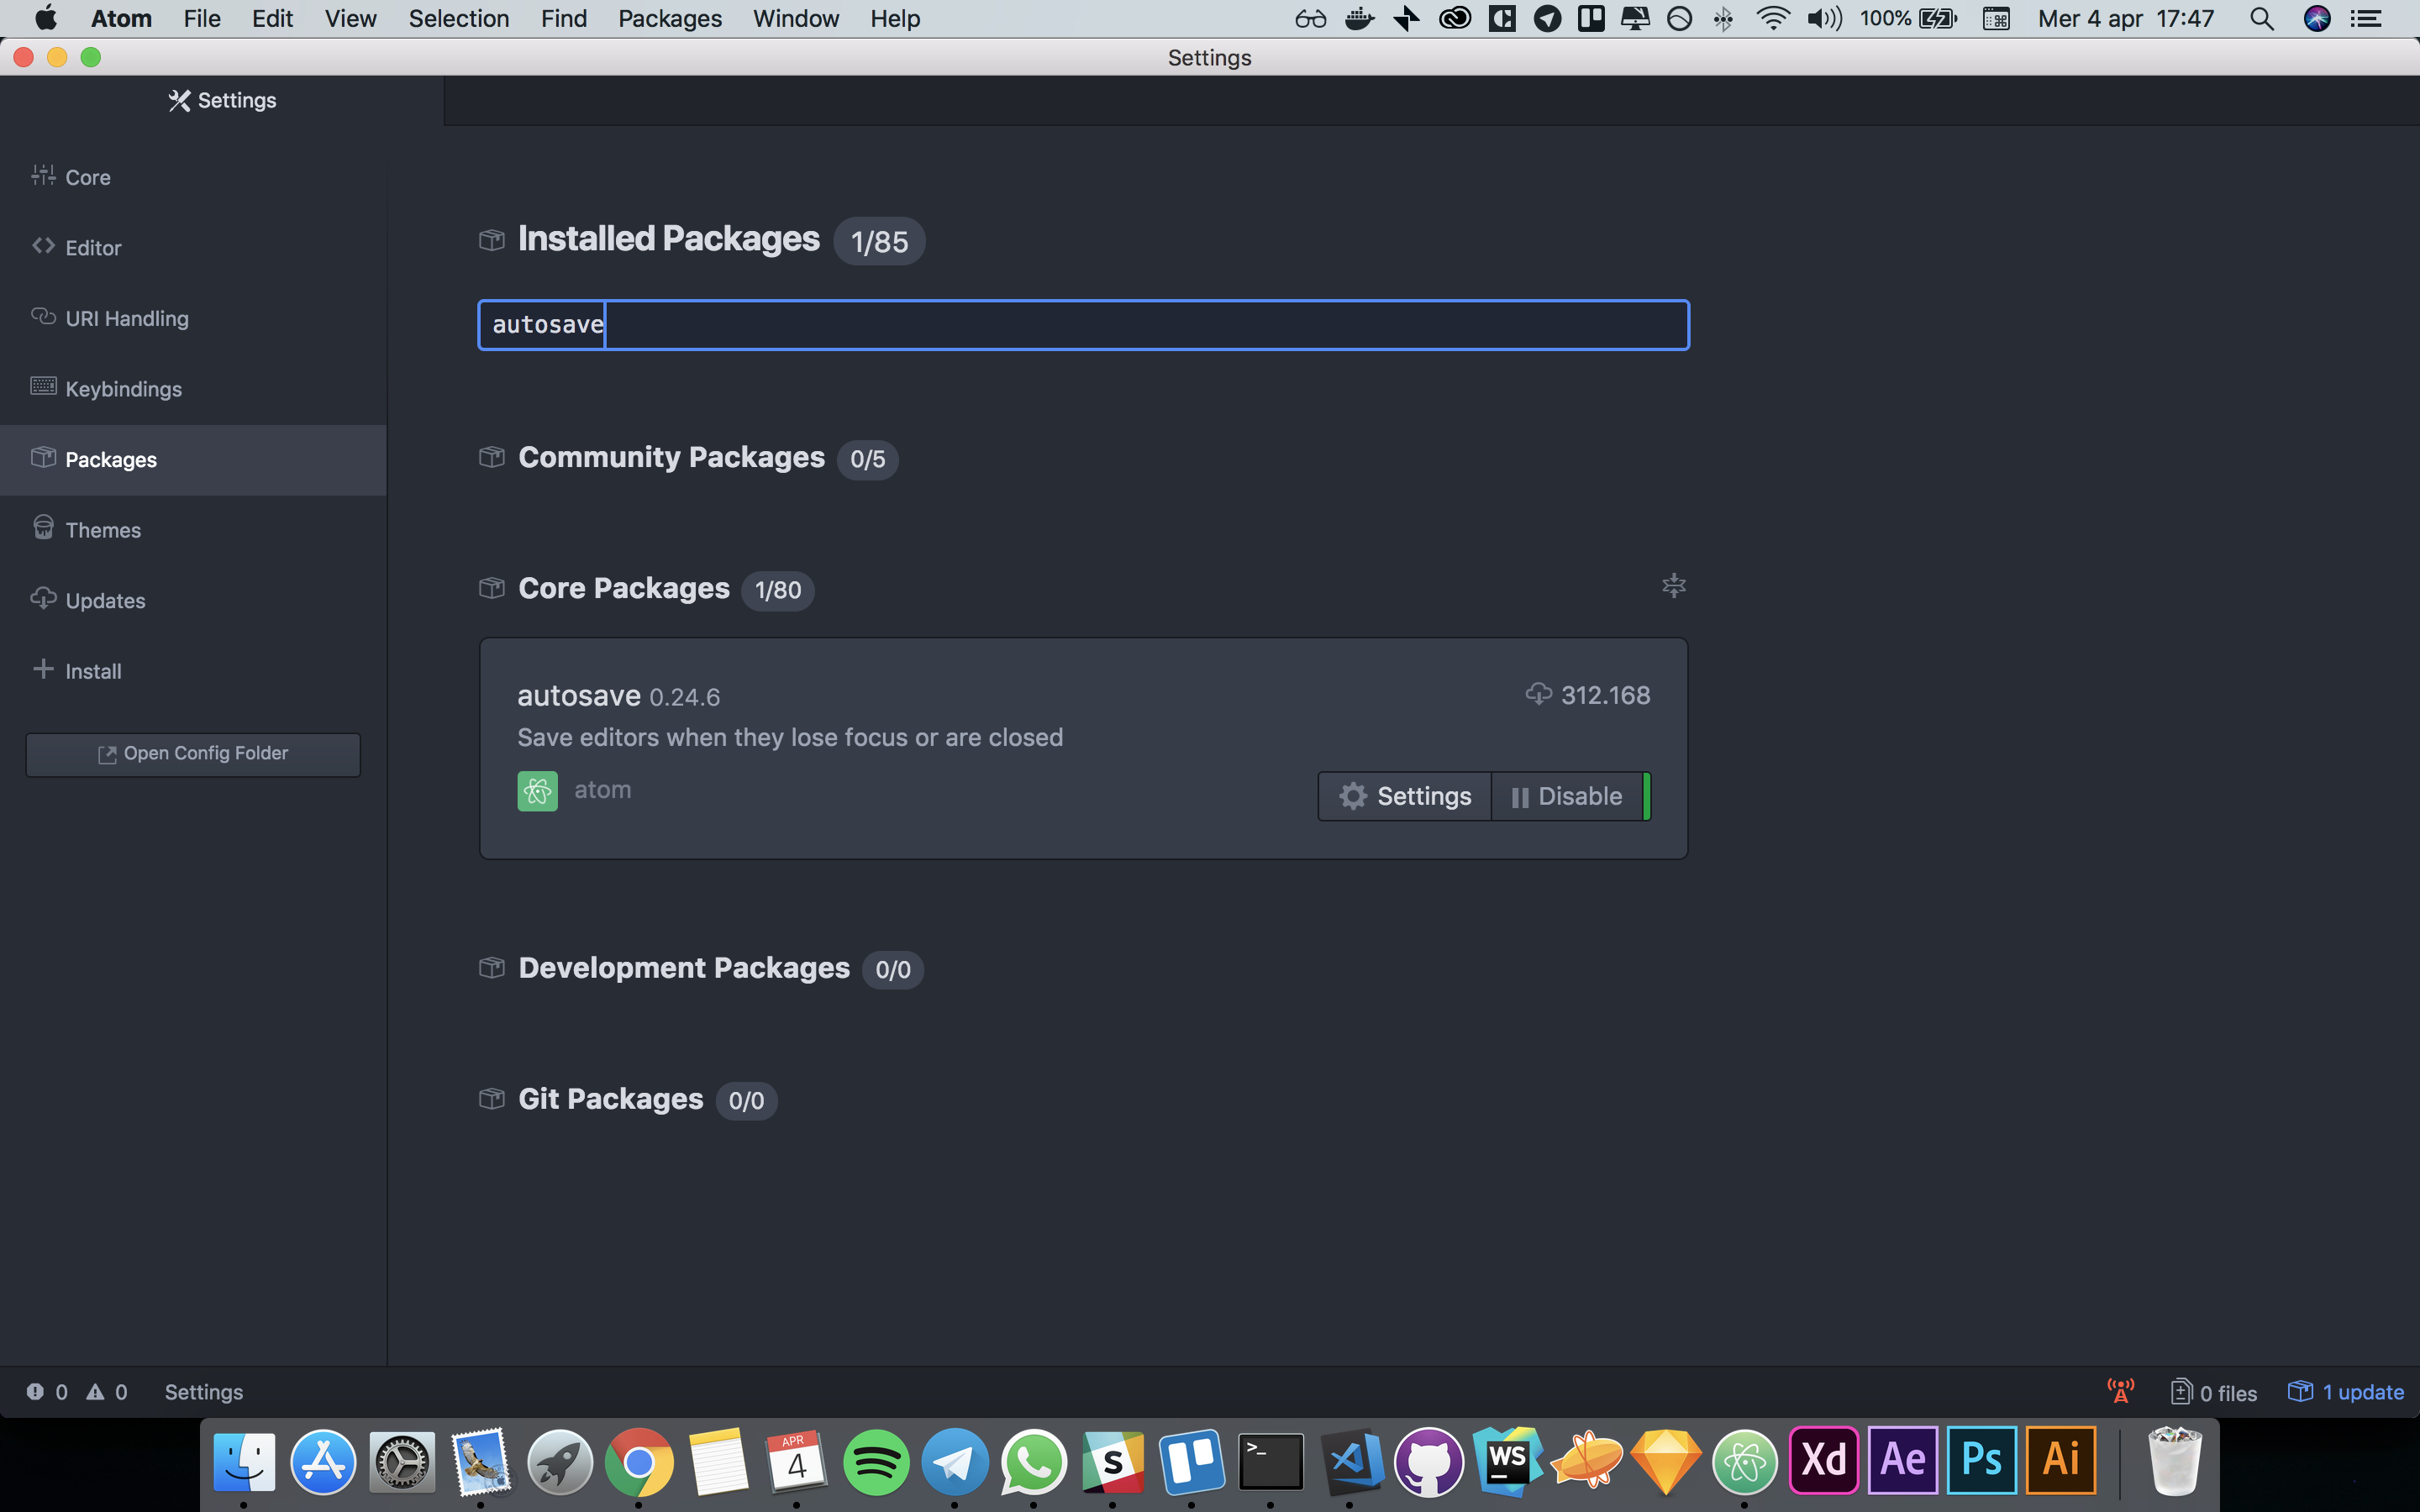 Atom File Edit View Selection Find Packages Window Help 100% Mer 4 apr 17:47
Settings
Settings
Core
Editor
URI Handling
Keybindings
Packages
Themes
Updates
Install
Open Config Folder
Installed Packages 1/85
autosave
Community Packages 0/5
Core Packages 1/80
autosave 0.24.6 312.168
Save editors when they lose focus or are closed
atom
Settings Disable
Development Packages 0/0
Git Packages 0/0
0 0 Settings 0 files 1 update
APR
4
S
>_
WS
Xd
Ae
Ps
Ai